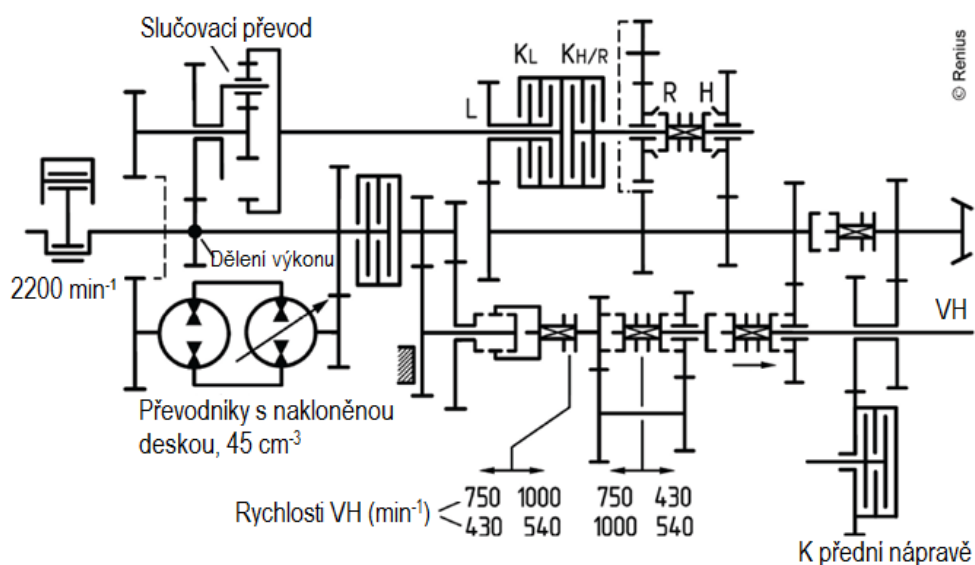 Slučovací převod
© Renius
KL KH/R
L R H
Dělení výkonu
2200 min-1
VH
Převodníky s nakloněnou
deskou, 45 cm-3
Rychlosti VH (min-1)
750 1000 750 430
430 540 1000 540
K přední nápravě